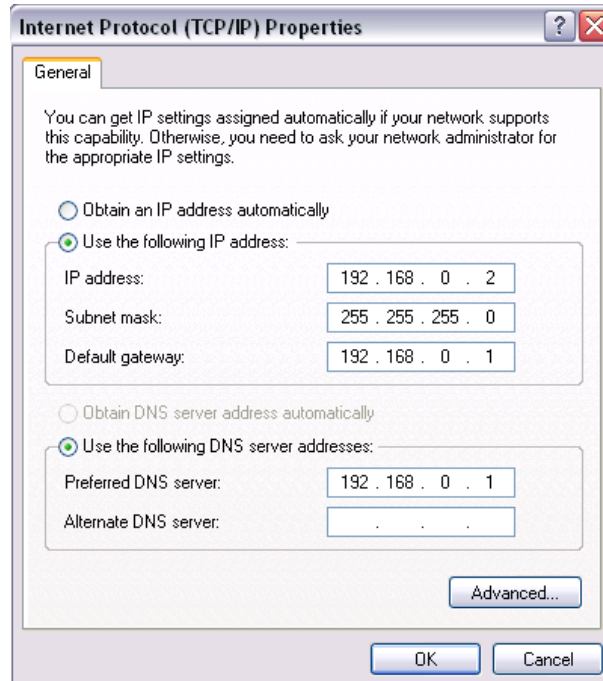 Internet Protocol (TCP/IP) Properties
General
You can get IP settings assigned automatically if your network supports
this capability. Otherwise, you need to ask your network administrator for
the appropriate IP settings.
Obtain an IP address automatically
Use the following IP address:
IP address: 192 . 168 . 0 . 2
Subnet mask: 255 . 255 . 255 . 0
Default gateway: 192 . 168 . 0 . 1
Obtain DNS server address automatically
Use the following DNS server addresses:
Preferred DNS server: 192 . 168 . 0 . 1
Alternate DNS server: . . .
Advanced...
OK Cancel